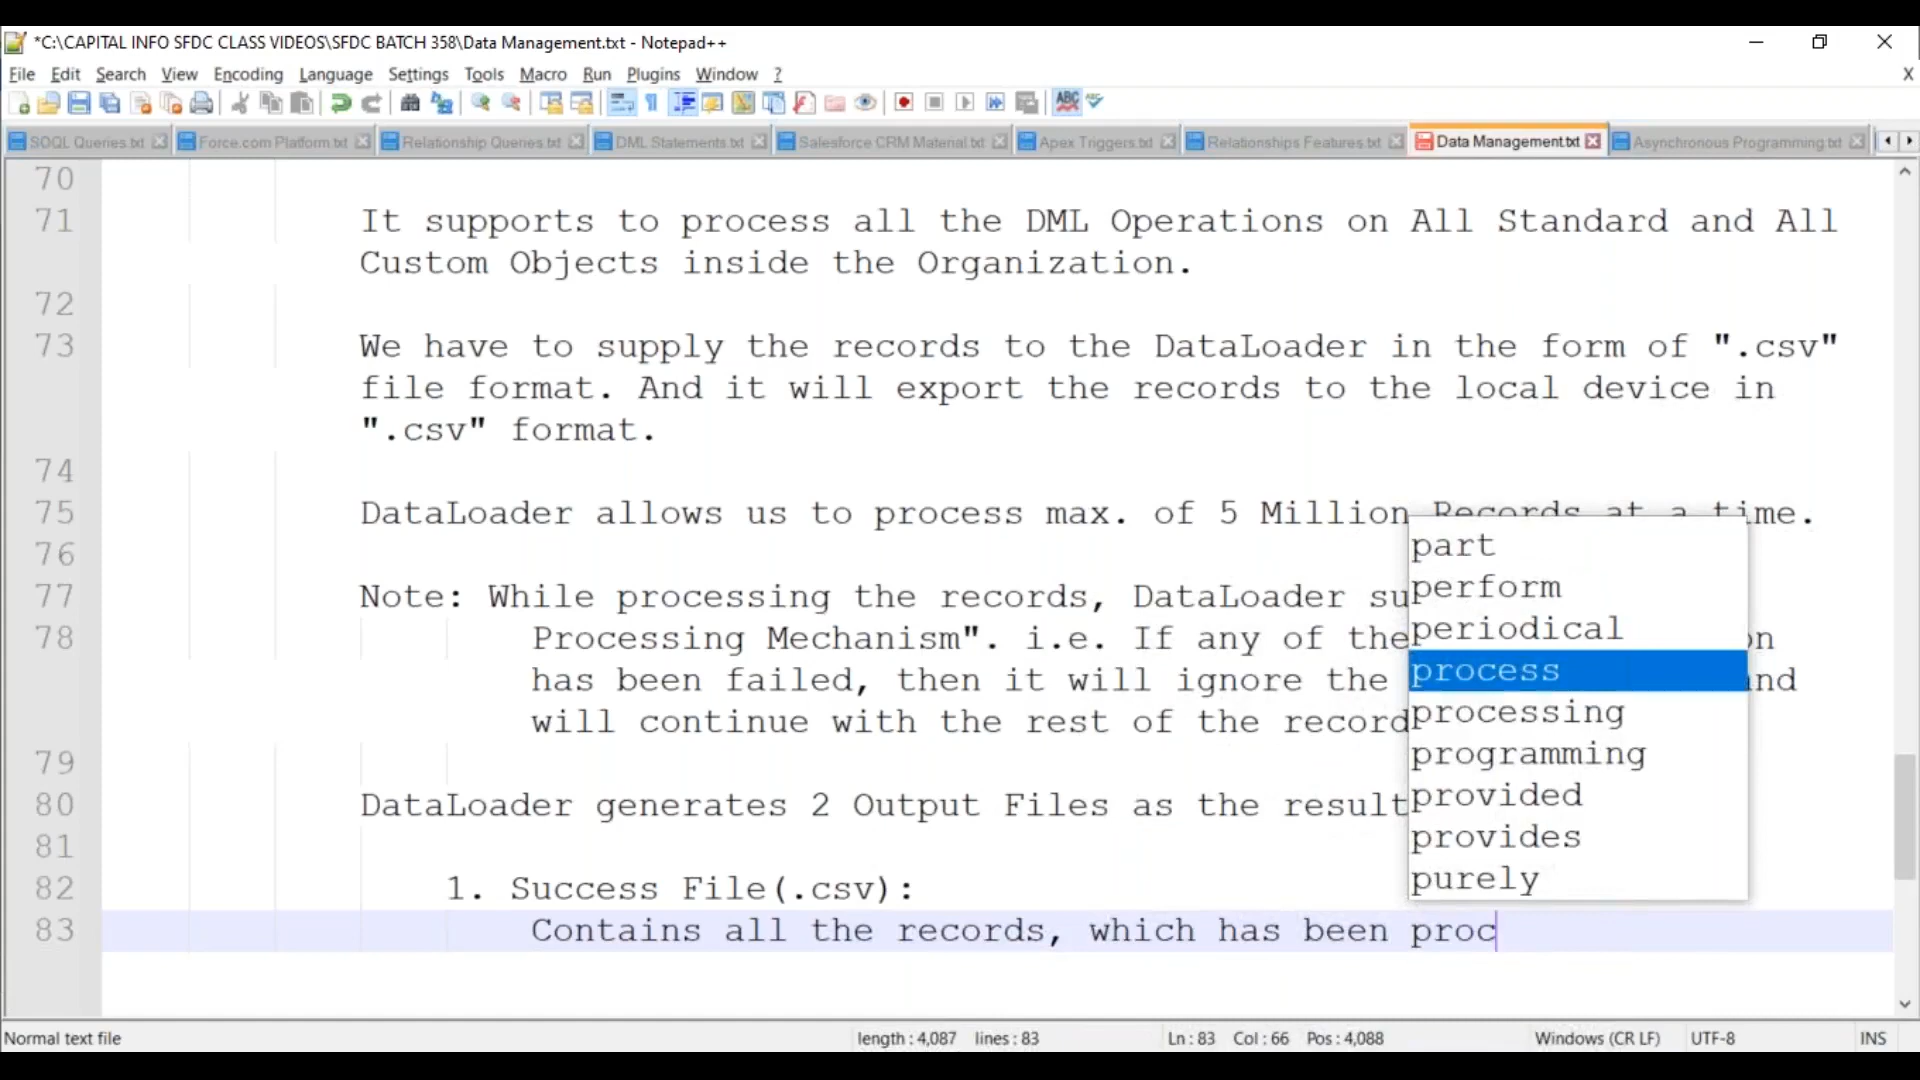 *C:\CAPITAL INFO SFDC CLASS VIDEOS\SFDC BATCH 358\Data Management.txt - Notepad++
File Edit Search View Encoding Language Settings Tools Macro Run Plugins Window ? X
SOQL Queries.txt Force.com Platform.txt Relationship Queries.txt DML Statements.txt Salesforce CRM Material.txt Apex Triggers.txt Relationships Features.txt Data Management.txt Asynchronous Programming.txt
70
71 It supports to process all the DML Operations on All Standard and All
Custom Objects inside the Organization.
72
73 We have to supply the records to the DataLoader in the form of ".csv"
file format. And it will export the records to the local device in
".csv" format.
74
75 DataLoader allows us to process max. of 5 Million Records at a time.
76
77 Note: While processing the records, DataLoader su
78 Processing Mechanism". i.e. If any of the
has been failed, then it will ignore the
will continue with the rest of the record
79
80 DataLoader generates 2 Output Files as the result
81
82 1. Success File(.csv):
83 Contains all the records, which has been proc
part
perform
periodical
process
processing
programming
provided
provides
purely
Normal text file length : 4,087 lines : 83 Ln : 83 Col : 66 Pos : 4,088 Windows (CR LF) UTF-8 INS